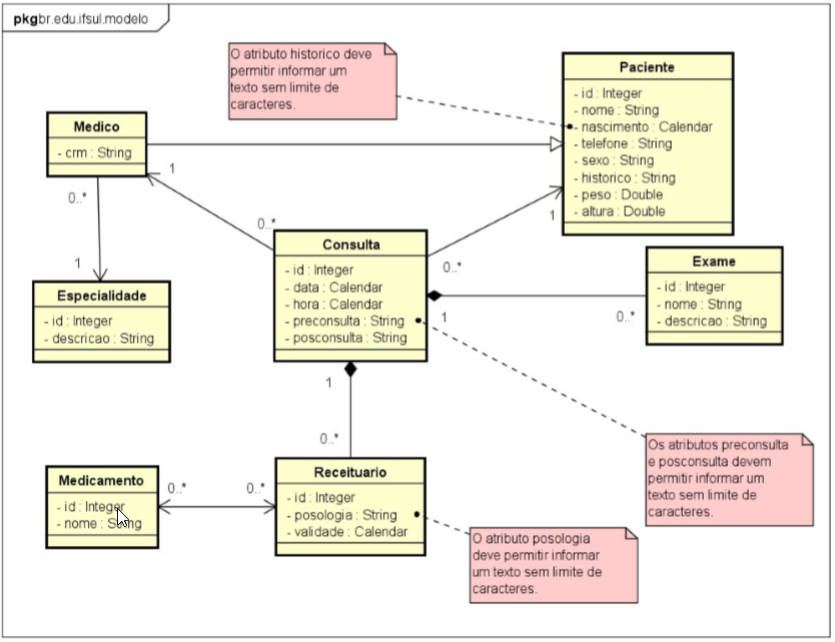 pkg br.edu.ifsul.modelo
O atributo historico deve
permitir informar um
texto sem limite de
caracteres.
Paciente
- id : Integer
- nome : String
- nascimento : Calendar
- telefone : String
- sexo : String
- historico : String
- peso : Double
- altura : Double
Medico
- crm : String
1
0..*
0..*
1
1
0..*
Consulta
- id : Integer
- data : Calendar
- hora : Calendar
- preconsulta : String
- posconsulta : String
Exame
- id : Integer
- nome : String
- descricao : String
1
0..*
Especialidade
- id : Integer
- descricao : String
1
0..*
Os atributos preconsulta
e posconsulta devem
permitir informar um
texto sem limite de
caracteres.
Medicamento
- id : Integer
- nome : String
0..*
0..*
Receituario
- id : Integer
- posologia : String
- validade : Calendar
O atributo posologia
deve permitir informar
um texto sem limite de
caracteres.